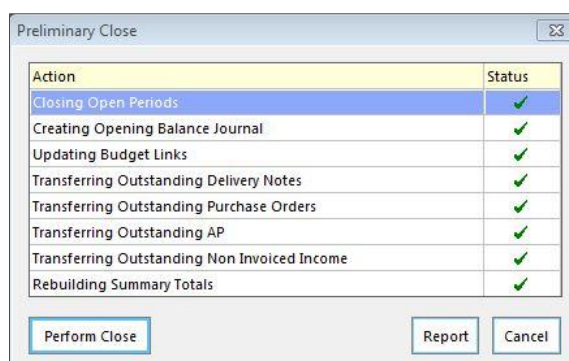 Preliminary Close
Action Status
Closing Open Periods
Creating Opening Balance Journal
Updating Budget Links
Transferring Outstanding Delivery Notes
Transferring Outstanding Purchase Orders
Transferring Outstanding AP
Transferring Outstanding Non Invoiced Income
Rebuilding Summary Totals
Perform Close Report Cancel